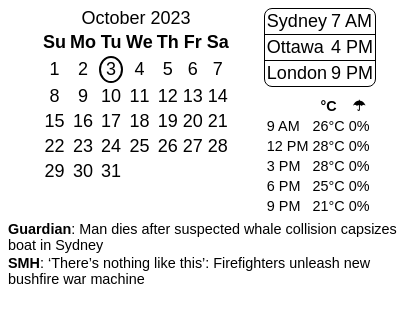 October 2023
Su Mo Tu We Th Fr Sa
1 2 3 4 5 6 7
8 9 10 11 12 13 14
15 16 17 18 19 20 21
22 23 24 25 26 27 28
29 30 31
Sydney 7 AM
Ottawa 4 PM
London 9 PM
°C ☂
9 AM 26°C 0%
12 PM 28°C 0%
3 PM 28°C 0%
6 PM 25°C 0%
9 PM 21°C 0%
Guardian: Man dies after suspected whale collision capsizes
boat in Sydney
SMH: ‘There’s nothing like this’: Firefighters unleash new
bushfire war machine